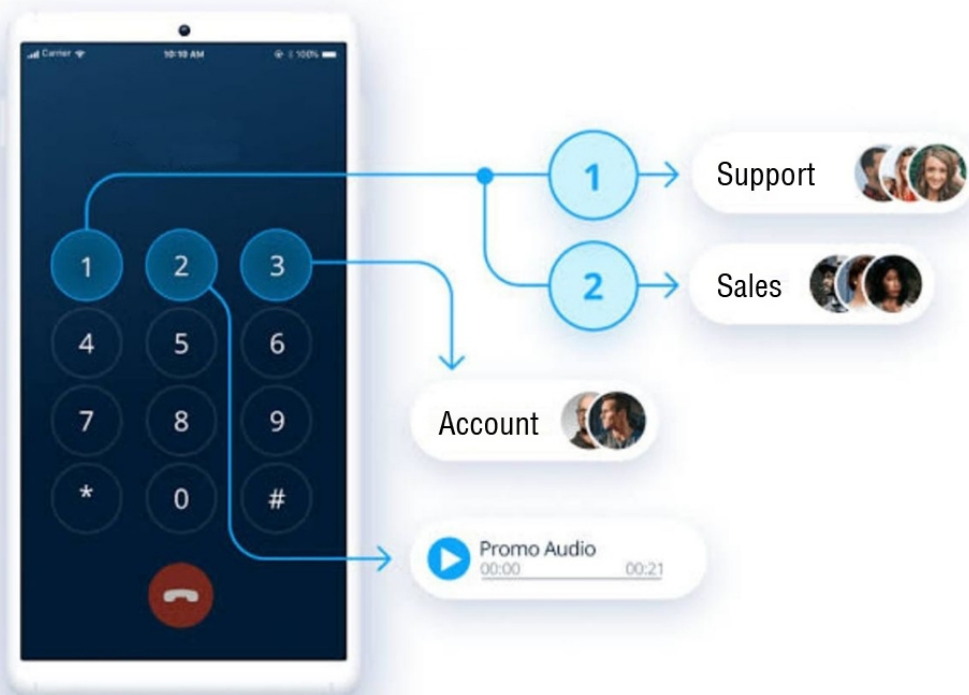 Carrier 10:10 AM 100%
1 Support
1 2 3
2 Sales
4 5 6
7 8 9
Account
* 0 #
Promo Audio
00:00 00:21